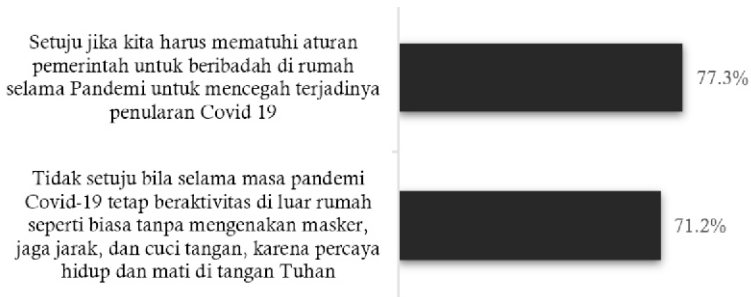 Setuju jika kita harus mematuhi aturan
pemerintah untuk beribadah di rumah
selama Pandemi untuk mencegah terjadinya
penularan Covid 19
77.3%
Tidak setuju bila selama masa pandemi
Covid-19 tetap beraktivitas di luar rumah
seperti biasa tanpa mengenakan masker,
jaga jarak, dan cuci tangan, karena percaya
hidup dan mati di tangan Tuhan
71.2%